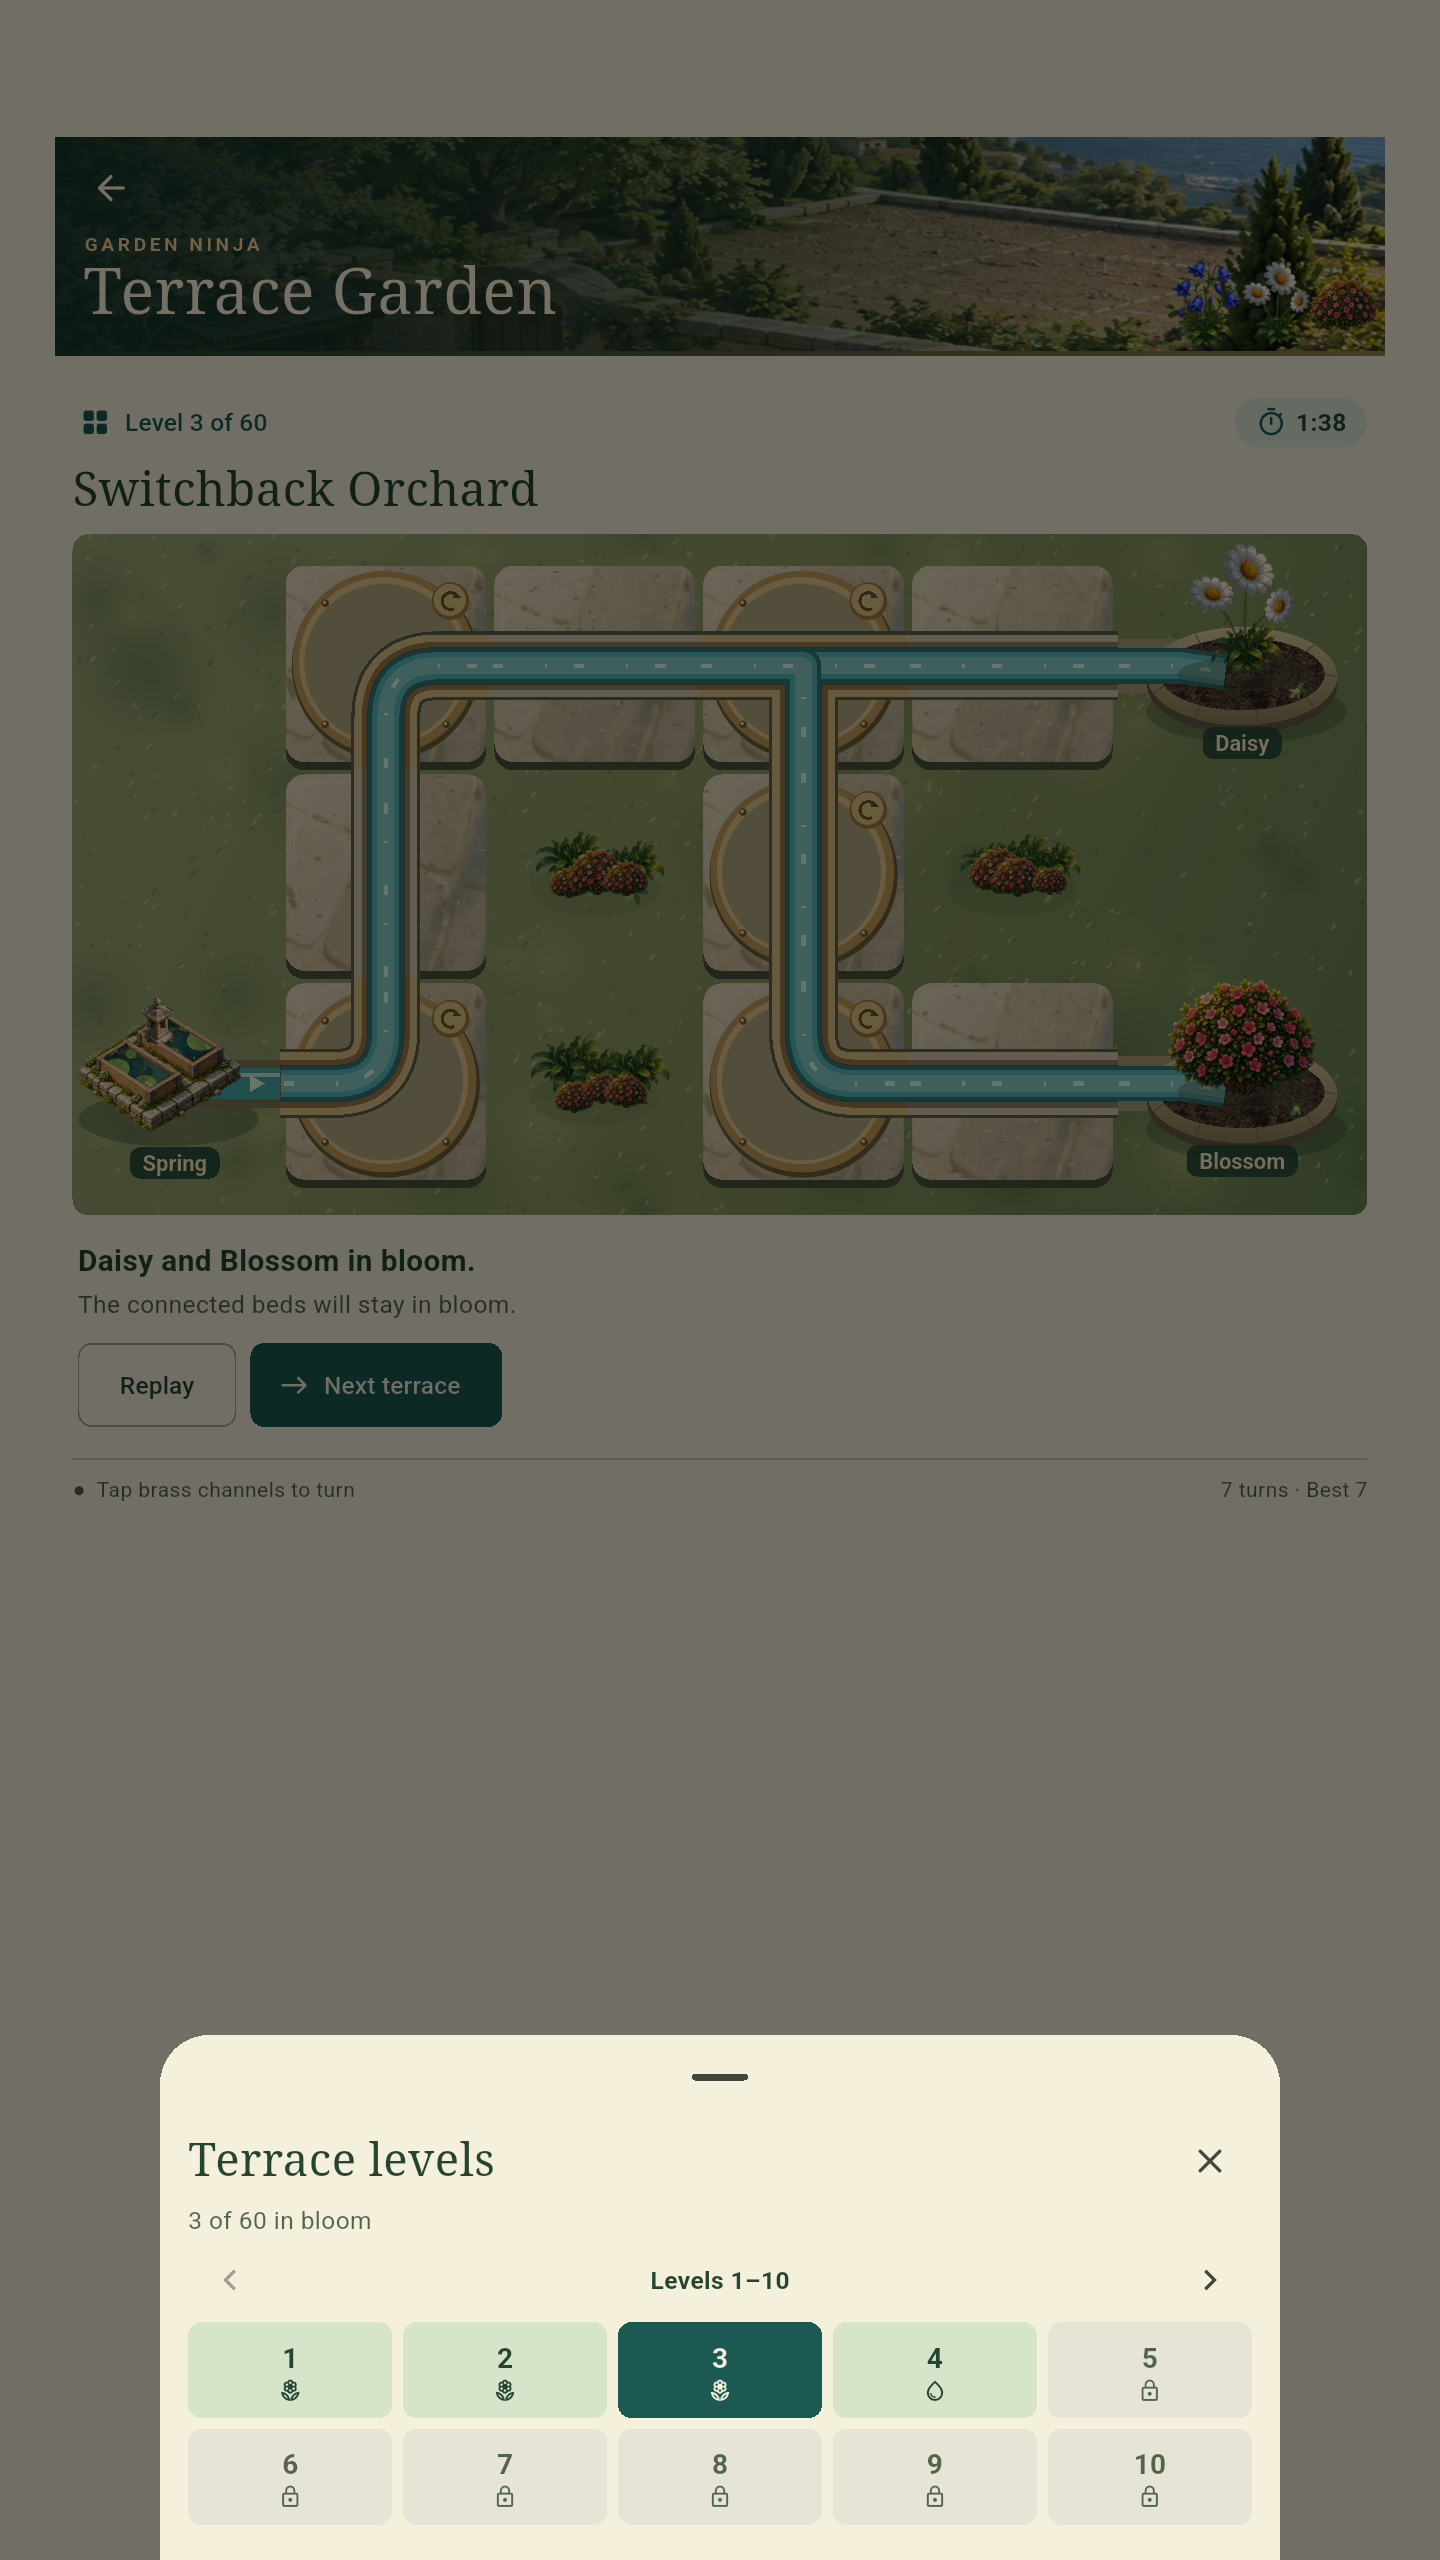 GARDEN NINJA
Terrace Garden
Level 3 of 60
1:38
Switchback Orchard
Daisy
Spring
Blossom
Daisy and Blossom in bloom.
The connected beds will stay in bloom.
Replay
Next terrace
Tap brass channels to turn
7 turns · Best 7
Terrace levels
3 of 60 in bloom
Levels 1–10
1 2 3 4 5
6 7 8 9 10